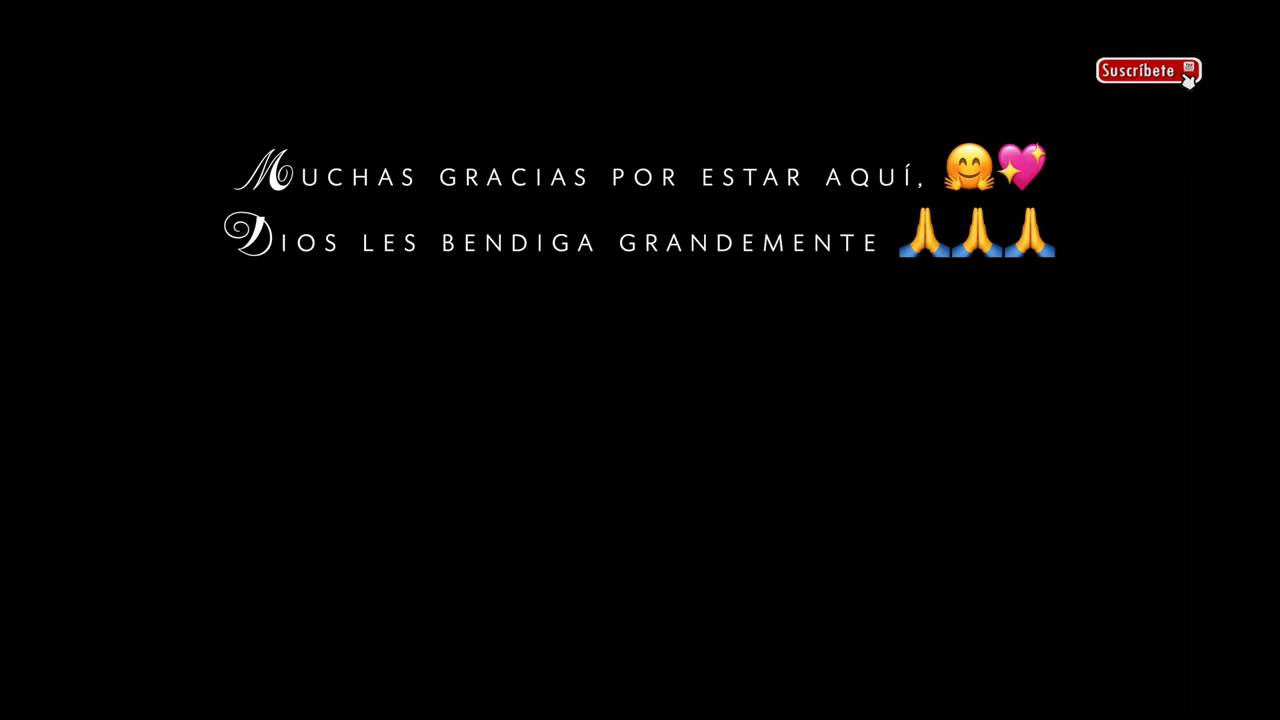 Suscríbete
Muchas gracias por estar aquí, 🤗💖
Dios les bendiga grandemente 🙏🙏🙏